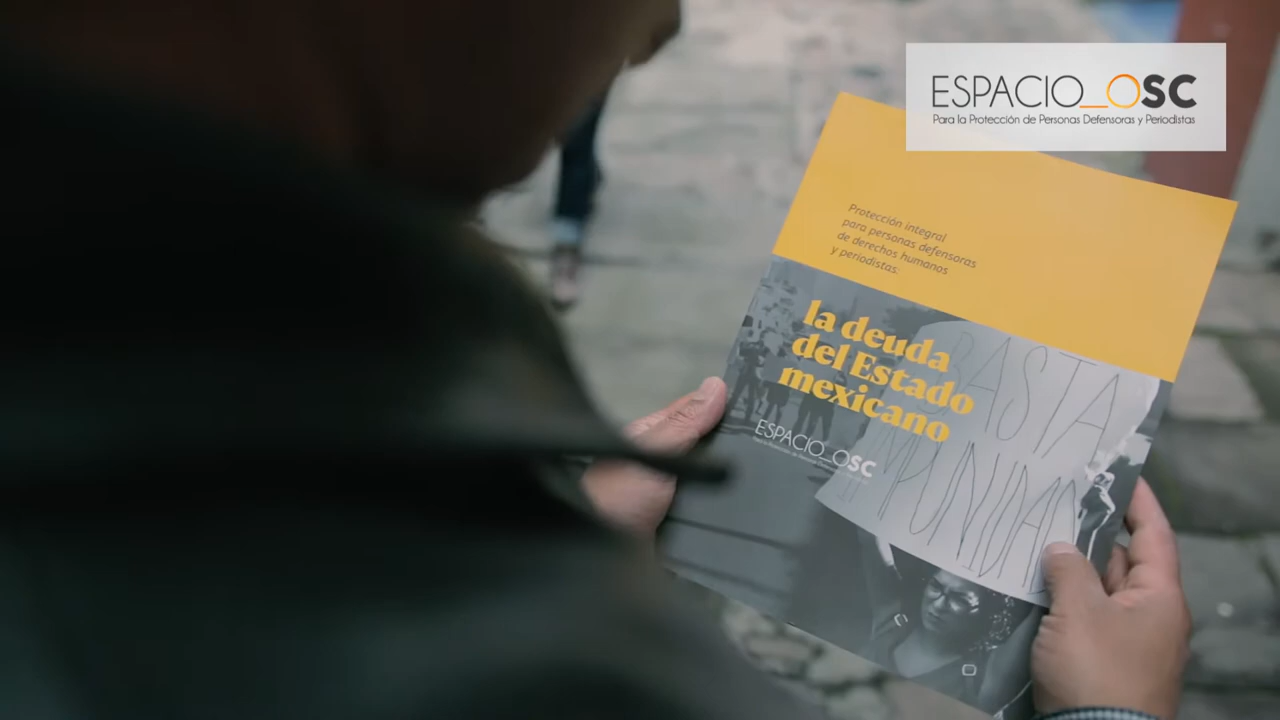 ESPACIO_OSC
Para la Protección de Personas Defensoras y Periodistas
Protección integral
para personas defensoras
de derechos humanos
y periodistas:
la deuda
del Estado
mexicano
ESPACIO_OSC
BASTA
IMPUNIDAD